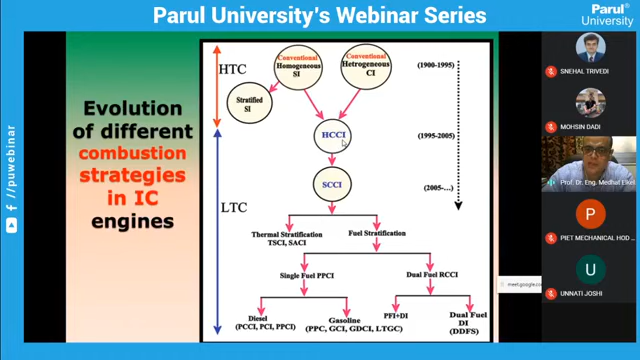 Parul University's Webinar Series
Parul®
University
/puwebinar
Evolution
of different
combustion
strategies
in IC
engines
HTC
LTC
Conventional
Homogeneous
SI
Conventional
Hetrogeneous
CI
(1900-1995)
Stratified
SI
HCCI
(1995-2005)
SCCI
(2005-...)
Thermal Stratification
TSCI, SACI
Fuel Stratification
Single Fuel PPCI
Dual Fuel RCCI
Diesel
(PCCI, PCI, PPCI)
Gasoline
(PPC, GCI, GDCI, LTGC)
PFI+DI
Dual Fuel
DI
(DDFS)
SNEHAL TRIVEDI
MOHSIN DADI
Prof. Dr. Eng. Medhat Elkel
P
PIET MECHANICAL HOD
U
UNNATI JOSHI
meet.google.com